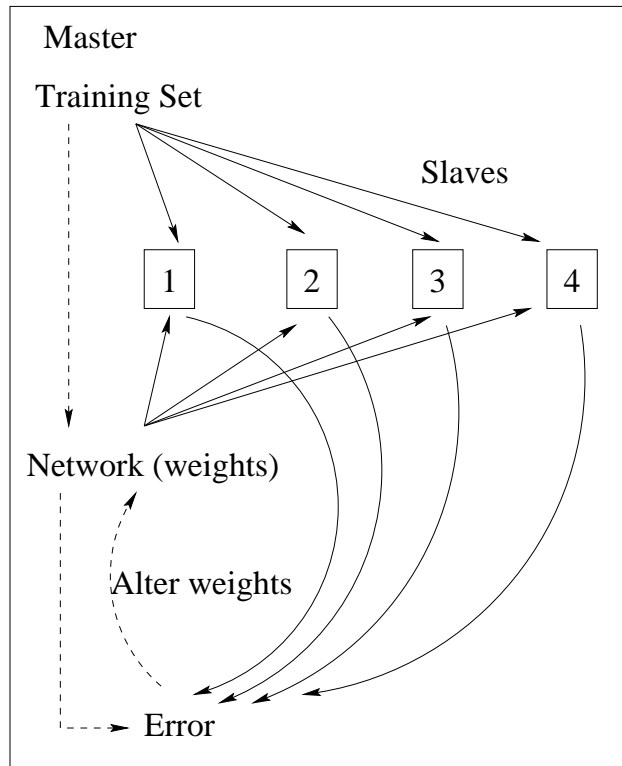 Master
Training Set
Slaves
1
2
3
4
Network (weights)
Alter weights
Error